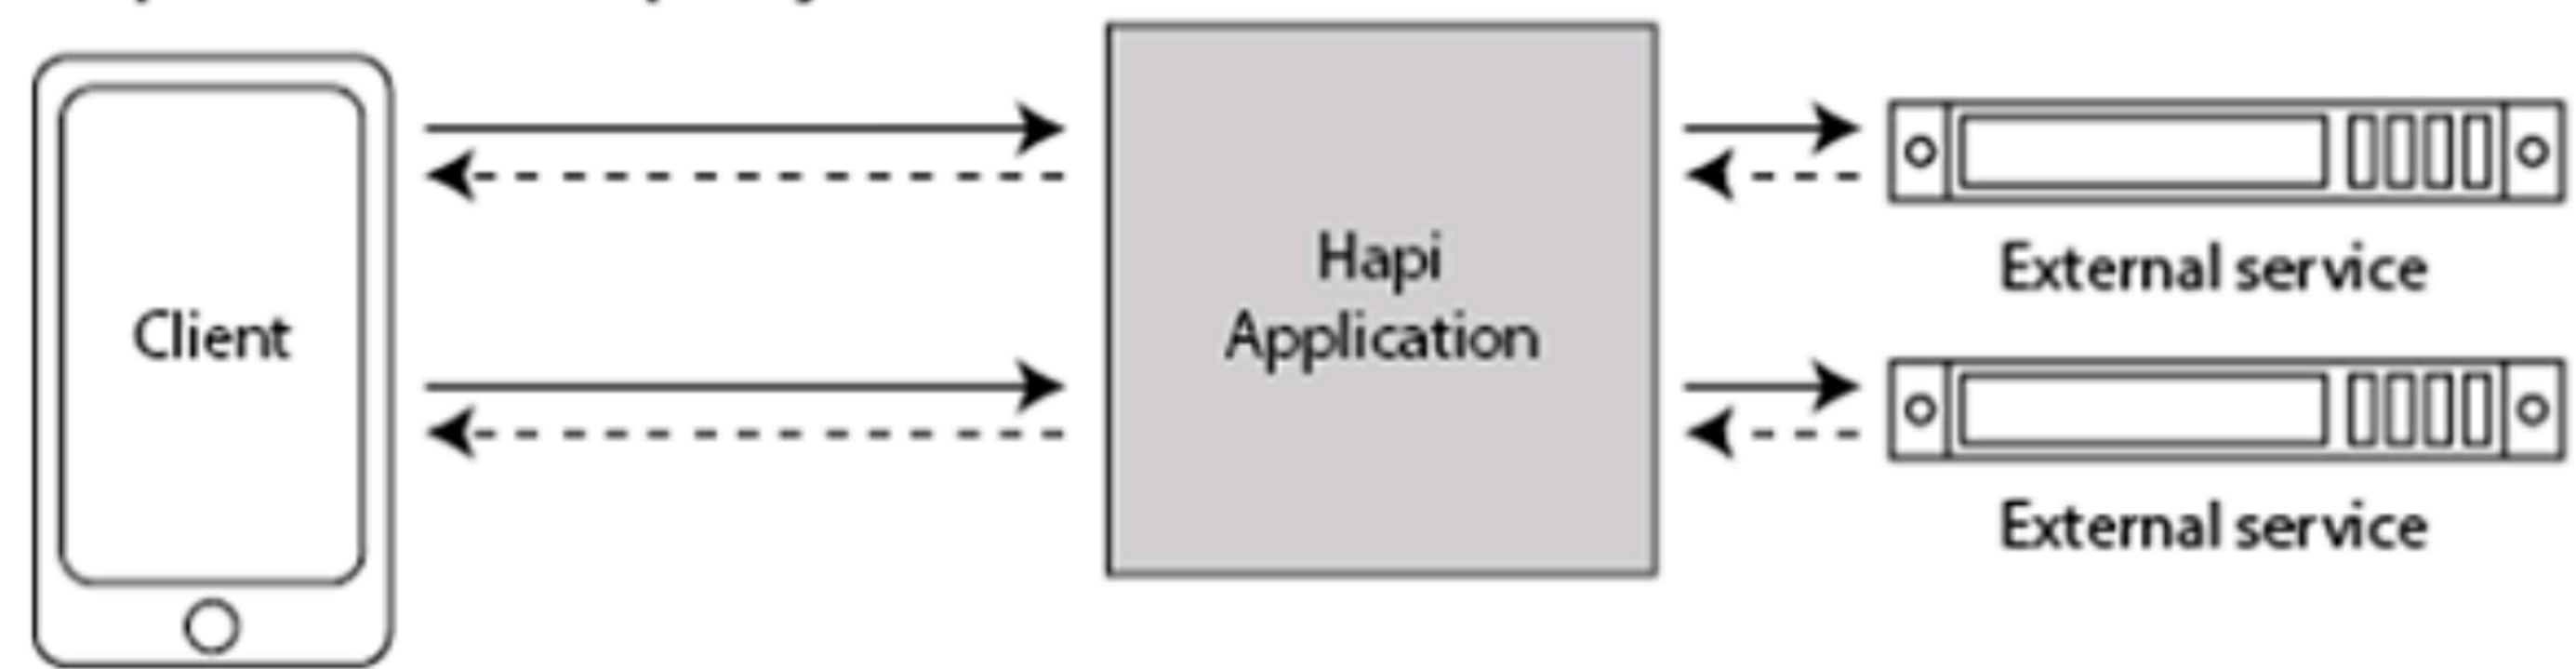 Client
Hapi
Application
External service
External service